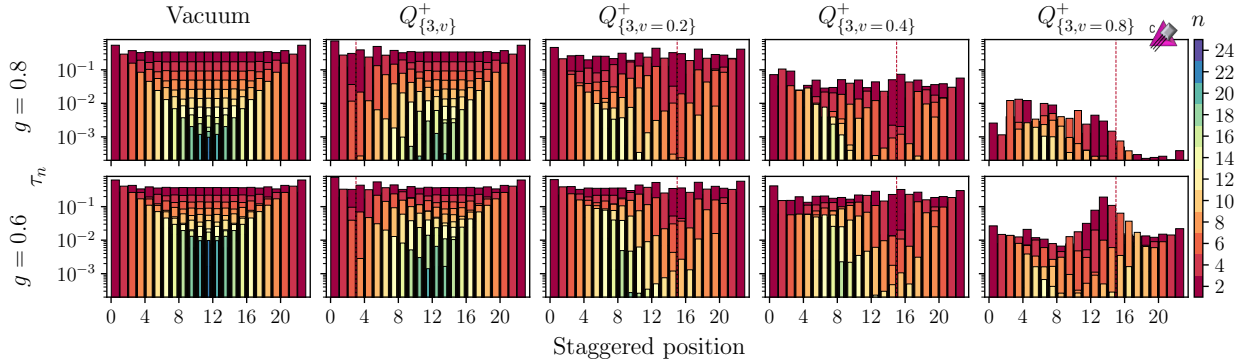 Vacuum Q⁺_{3,v} Q⁺_{3,v=0.2} Q⁺_{3,v=0.4} Q⁺_{3,v=0.8} n
g = 0.8
10⁻¹
10⁻²
10⁻³
g = 0.6
10⁻¹
10⁻²
10⁻³
τₙ
0 4 8 12 16 20 0 4 8 12 16 20 0 4 8 12 16 20 0 4 8 12 16 20 0 4 8 12 16 20
Staggered position
C
24
20
18
16
14
12
10
8
6
4
2